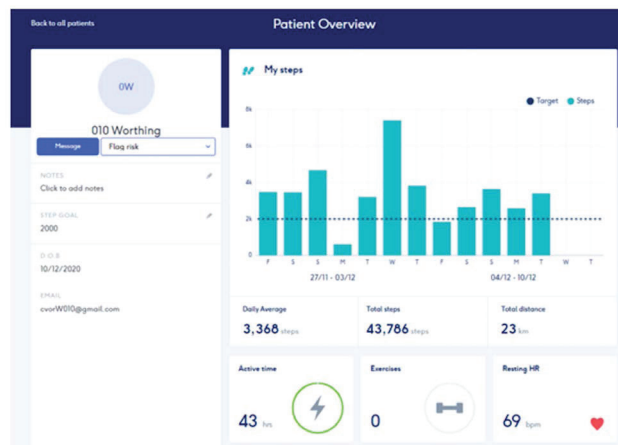 Back to all patients
Patient Overview
OW
010 Worthing
Message
Flag risk
NOTES
Click to add notes
STEP GOAL
2000
D.O.B
10/12/2020
EMAIL
cvorW010@gmail.com
My steps
Target
Steps
8k
6k
4k
2k
0
F S S M T W T F S S M T W T
27/11 - 03/12
04/12 - 10/12
Daily Average
3,368 steps
Total steps
43,786 steps
Total distance
23 km
Active time
43 hrs
Exercises
0
Resting HR
69 bpm